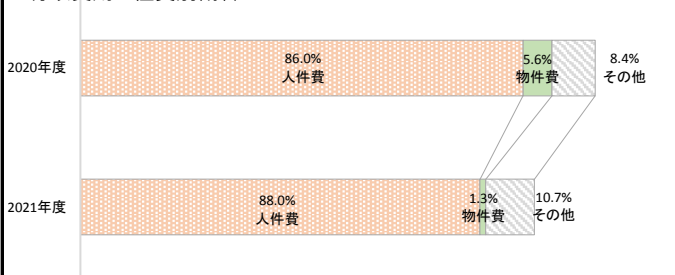 2020年度
86.0%
人件費
5.6%
物件費
8.4%
その他
2021年度
88.0%
人件費
1.3%
物件費
10.7%
その他